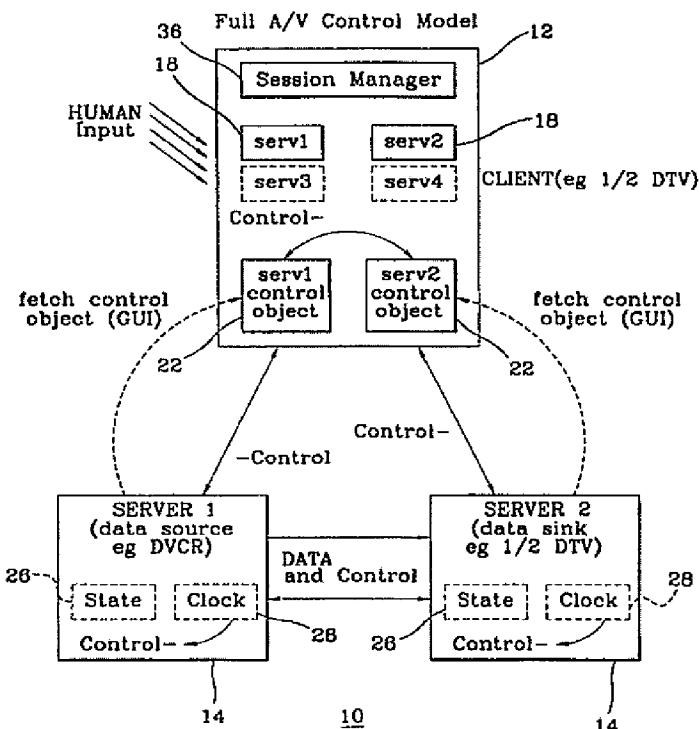 Full A/V Control Model
36
12
Session Manager
18
HUMAN
Input
serv1
serv2
18
serv3
serv4
CLIENT(eg 1/2 DTV)
Control-
serv1
control
object
serv2
control
object
fetch control
object (GUI)
fetch control
object (GUI)
22
22
-Control
Control-
SERVER 1
(data source
eg DVCR)
SERVER 2
(data sink
eg 1/2 DTV)
DATA
and Control
26
State
Clock
28
Control-
26
State
Clock
28
Control-
14
14
10